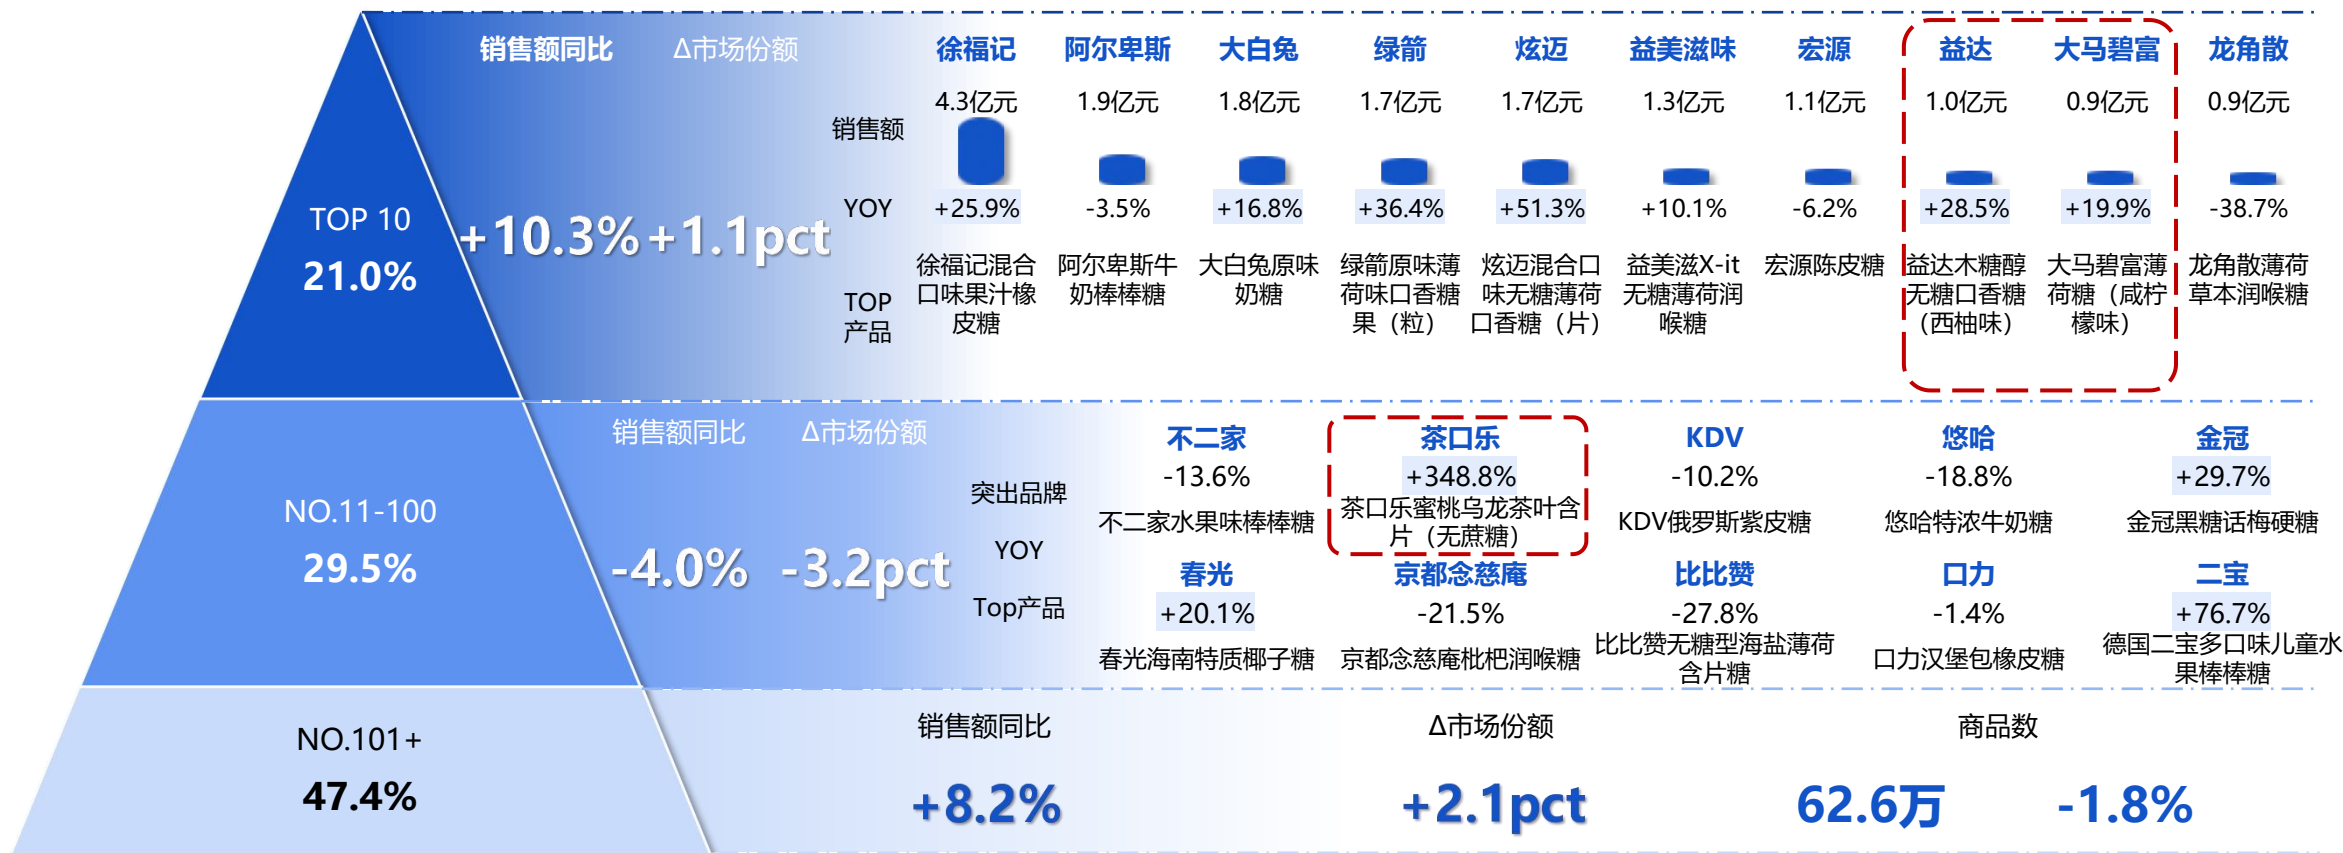 销售额同比 Δ市场份额
徐福记 阿尔卑斯 大白兔 绿箭 炫迈 益美滋味 宏源 益达 大马碧富 龙角散
销售额
4.3亿元 1.9亿元 1.8亿元 1.7亿元 1.7亿元 1.3亿元 1.1亿元 1.0亿元 0.9亿元 0.9亿元
TOP 10
21.0%
+10.3% +1.1pct
YOY
+25.9% -3.5% +16.8% +36.4% +51.3% +10.1% -6.2% +28.5% +19.9% -38.7%
TOP
产品
徐福记混合
口味果汁橡
皮糖
阿尔卑斯牛
奶棒棒糖
大白兔原味
奶糖
绿箭原味薄
荷味口香糖
果（粒）
炫迈混合口
味无糖薄荷
口香糖（片）
益美滋X-it
无糖薄荷润
喉糖
宏源陈皮糖
益达木糖醇
无糖口香糖
（西柚味）
大马碧富薄
荷糖（咸柠
檬味）
龙角散薄荷
草本润喉糖
销售额同比 Δ市场份额
NO.11-100
29.5%
-4.0% -3.2pct
突出品牌
YOY
Top产品
不二家 茶口乐 KDV 悠哈 金冠
-13.6% +348.8% -10.2% -18.8% +29.7%
不二家水果味棒棒糖
茶口乐蜜桃乌龙茶叶含
片（无蔗糖）
KDV俄罗斯紫皮糖
悠哈特浓牛奶糖
金冠黑糖话梅硬糖
春光 京都念慈庵 比比赞 口力 二宝
+20.1% -21.5% -27.8% -1.4% +76.7%
春光海南特质椰子糖
京都念慈庵枇杷润喉糖
比比赞无糖型海盐薄荷
含片糖
口力汉堡包橡皮糖
德国二宝多口味儿童水
果棒棒糖
NO.101+
47.4%
销售额同比 Δ市场份额 商品数
+8.2% +2.1pct 62.6万 -1.8%